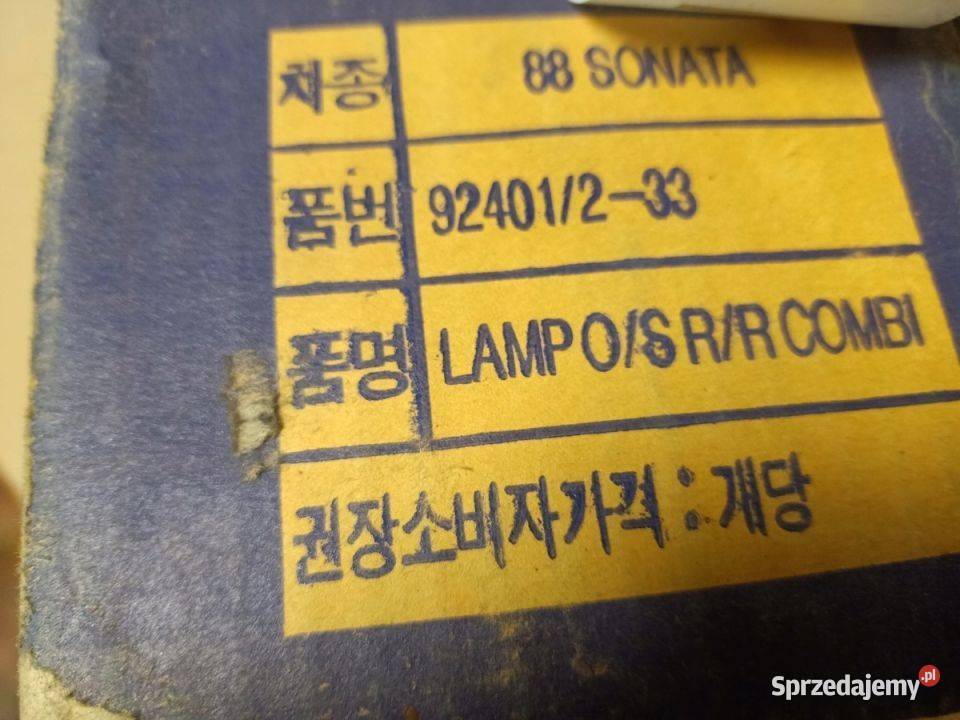 체종 88 SONATA
품번 92401/2-33
품명 LAMP O/S R/R COMBI
권장소비자가격 : 개당
Sprzedajemy.pl